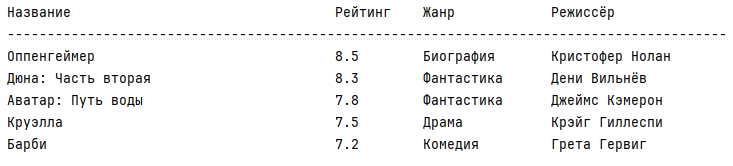 Название Рейтинг Жанр Режиссёр
------------------------------------------------------------------------------------------
Оппенгеймер 8.5 Биография Кристофер Нолан
Дюна: Часть вторая 8.3 Фантастика Дени Вильнёв
Аватар: Путь воды 7.8 Фантастика Джеймс Кэмерон
Круэлла 7.5 Драма Крэйг Гиллеспи
Барби 7.2 Комедия Грета Гервиг